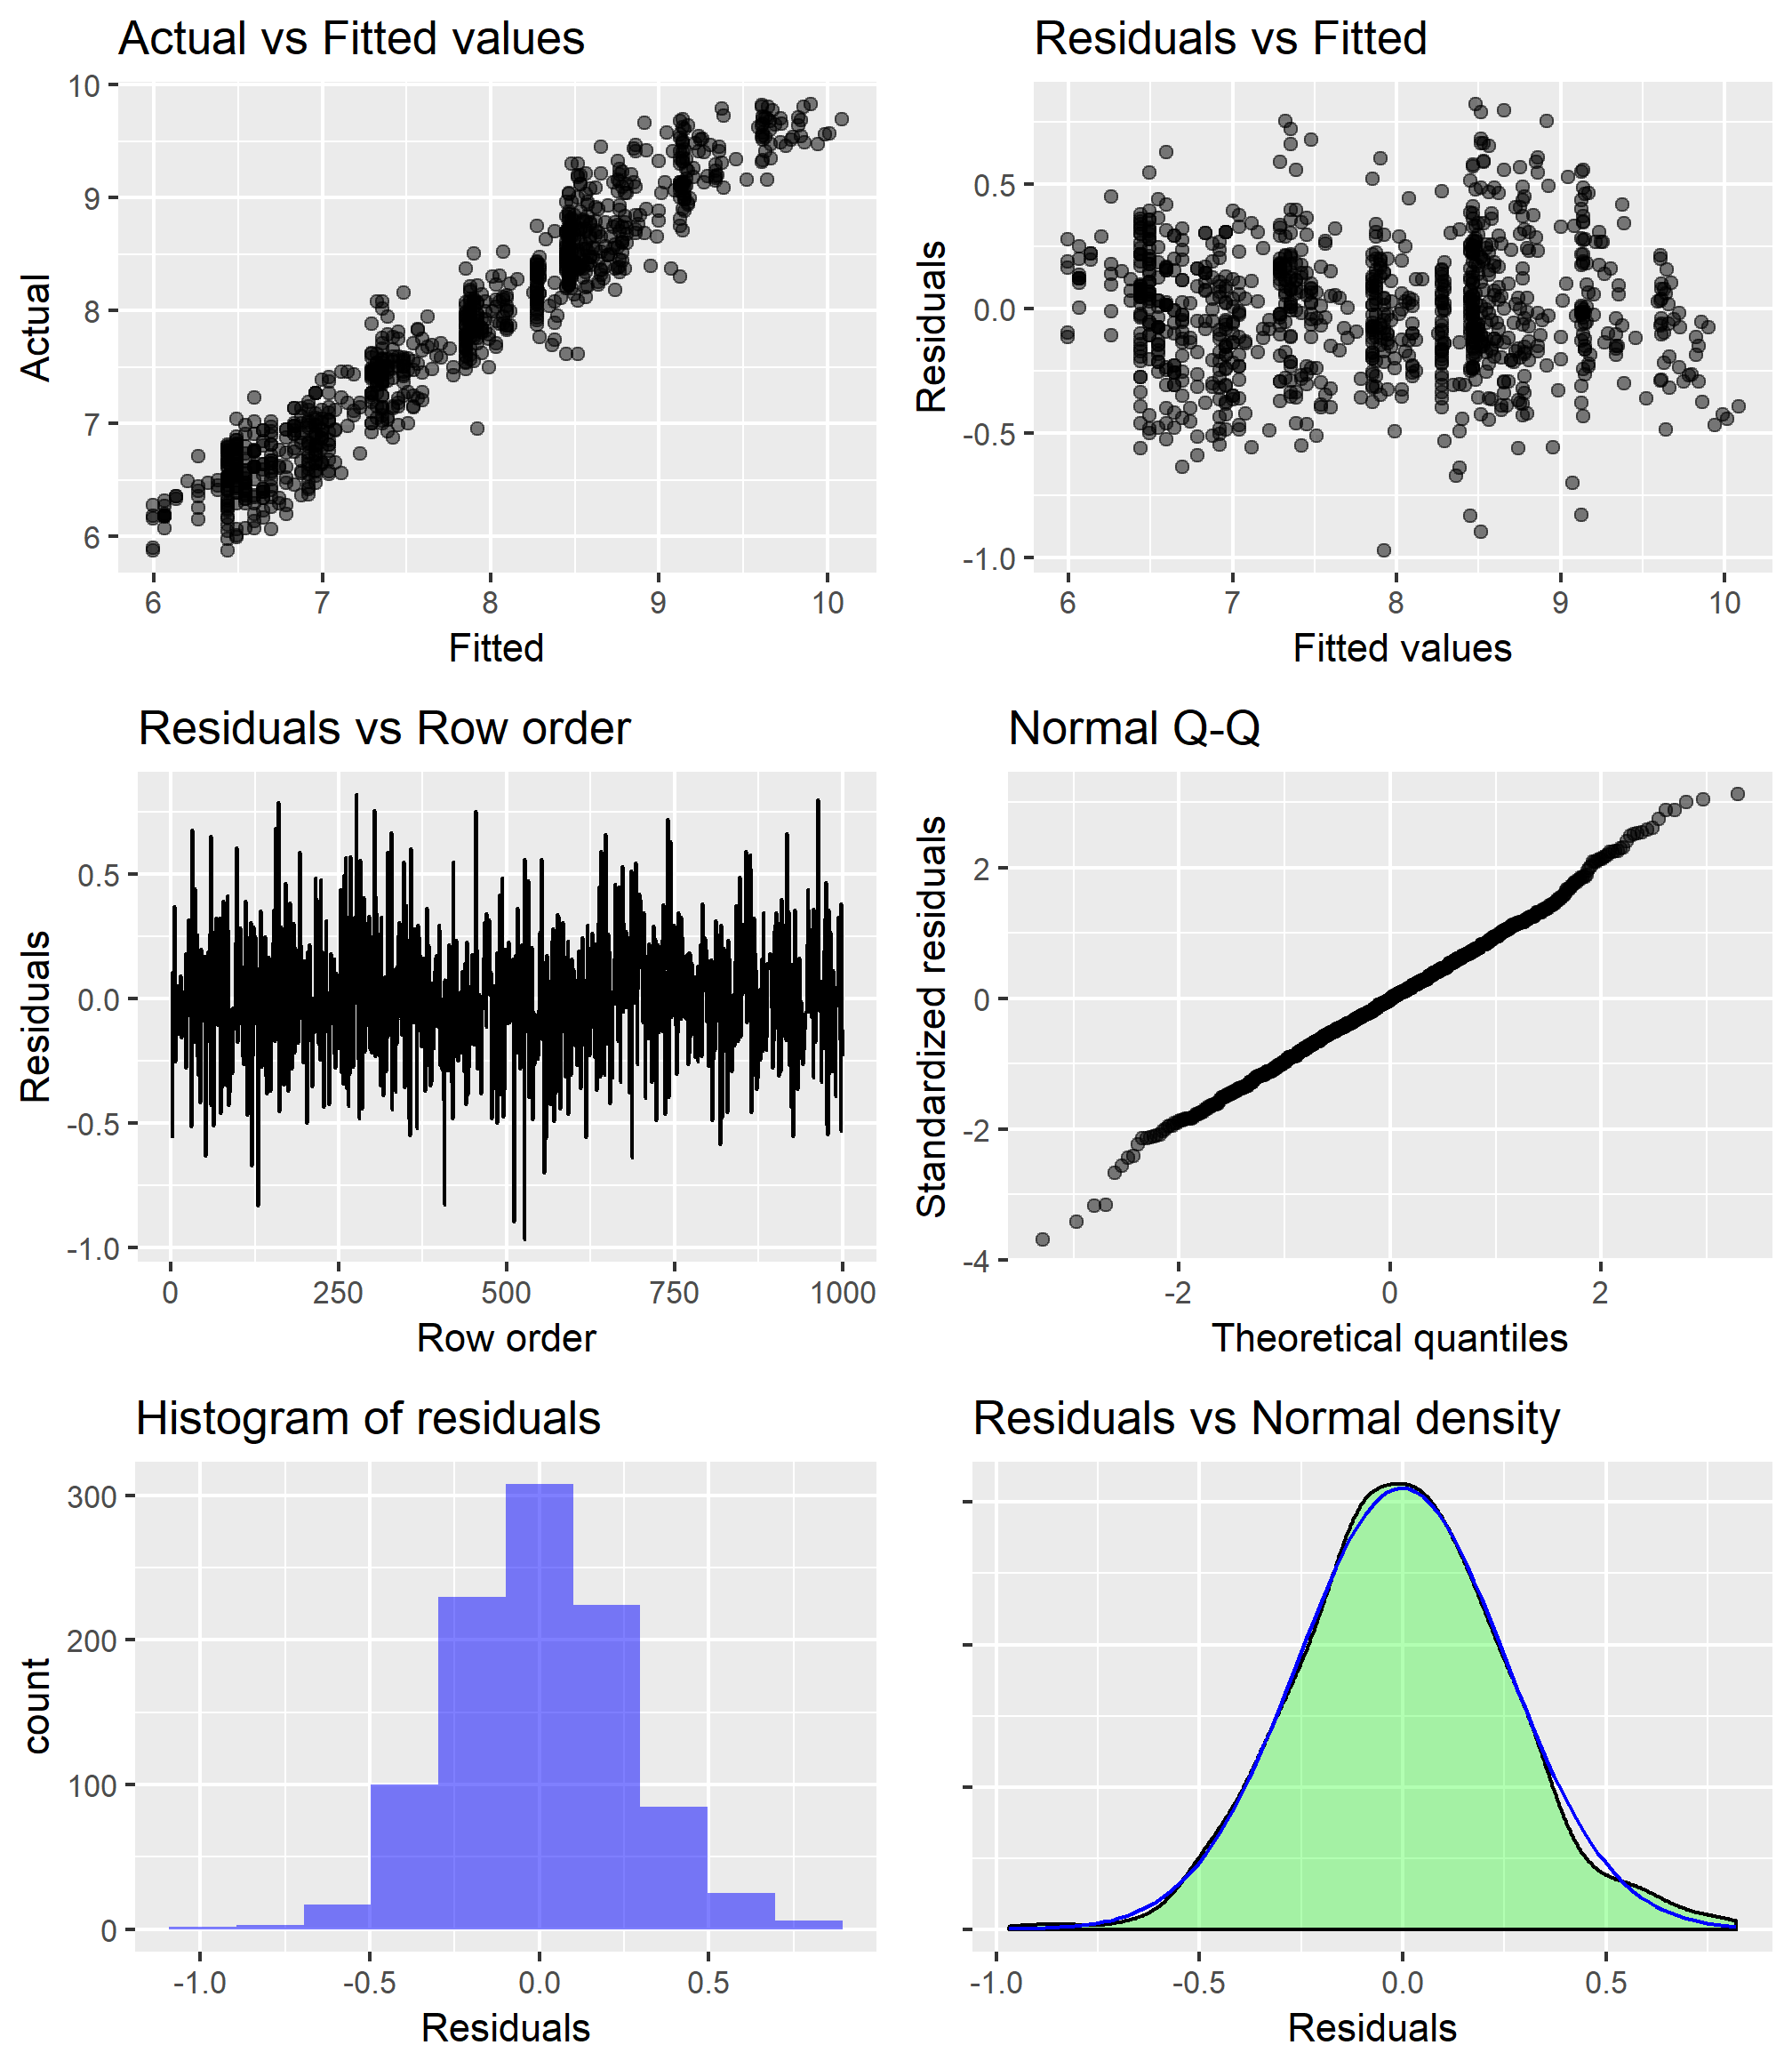 Actual vs Fitted values
10
9
8
7
6
Actual
6 7 8 9 10
Fitted
Residuals vs Fitted
0.5
0.0
-0.5
-1.0
Residuals
6 7 8 9 10
Fitted values
Residuals vs Row order
0.5
0.0
-0.5
-1.0
Residuals
0 250 500 750 1000
Row order
Normal Q-Q
2
0
-2
-4
Standardized residuals
-2 0 2
Theoretical quantiles
Histogram of residuals
300
200
100
0
count
-1.0 -0.5 0.0 0.5
Residuals
Residuals vs Normal density
-1.0 -0.5 0.0 0.5
Residuals